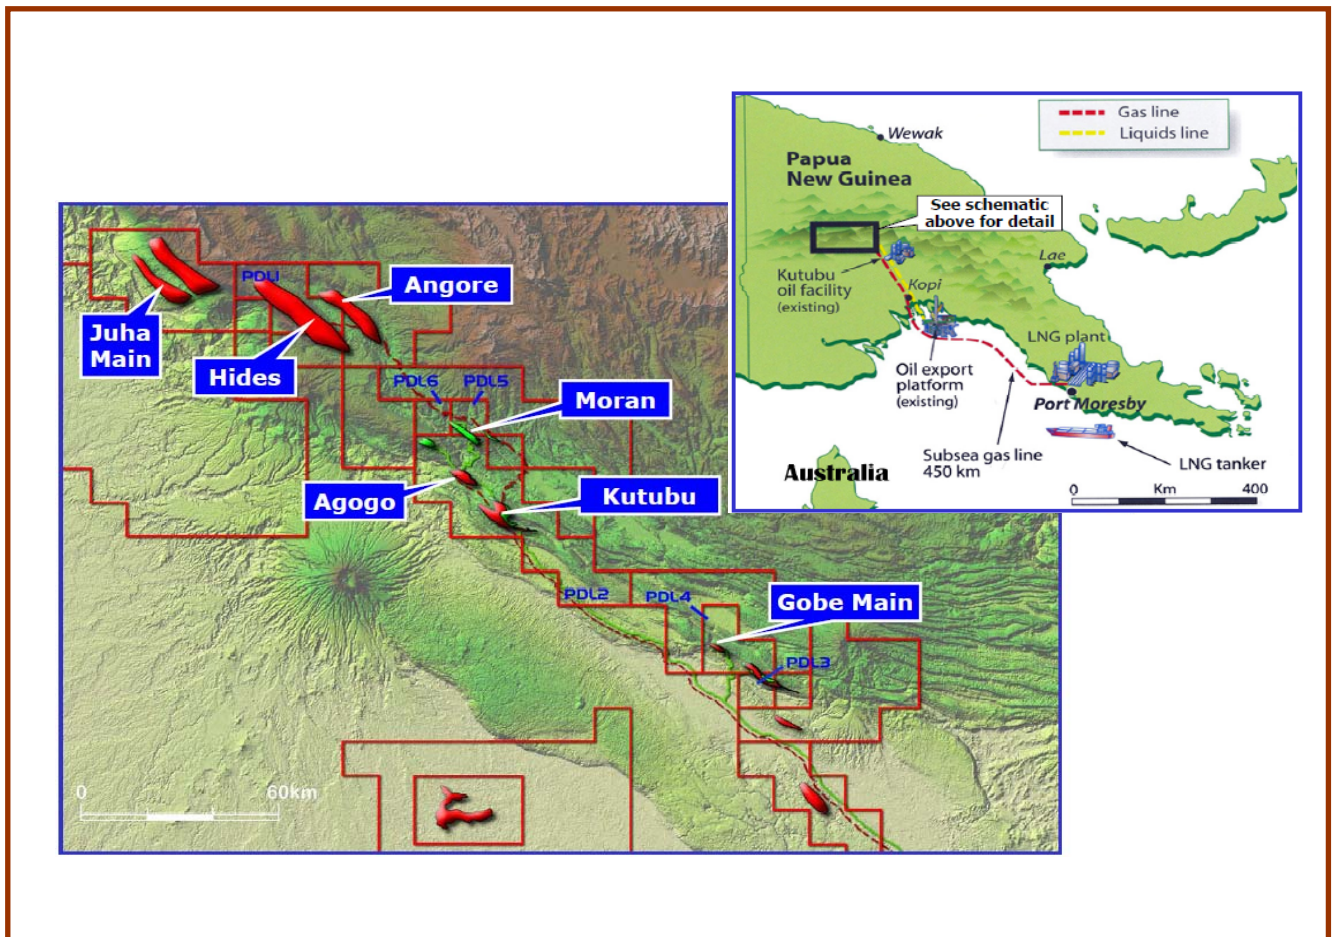 Gas line
Liquids line
Wewak
Papua
New Guinea
See schematic
above for detail
Lae
Kutubu
oil facility
(existing)
Kopi
LNG plant
Oil export
platform
(existing)
Port Moresby
Subsea gas line
450 km
LNG tanker
Australia
0 Km 400
PDL1
Angore
Juha
Main
Hides
PDL6
PDL5
Moran
Agogo
Kutubu
PDL2
PDL4
Gobe Main
PDL3
0 60km